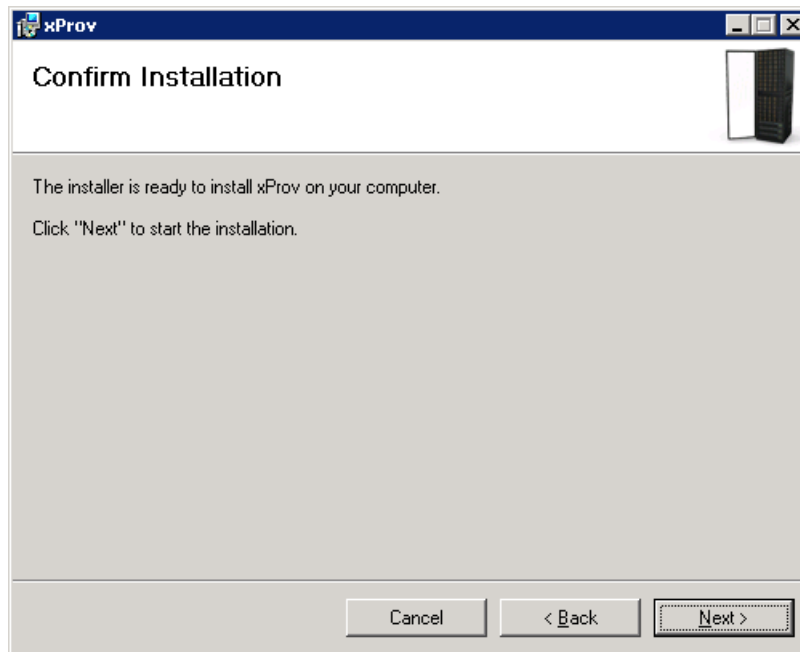 xProv
Confirm Installation
The installer is ready to install xProv on your computer.
Click "Next" to start the installation.
Cancel
< Back
Next >